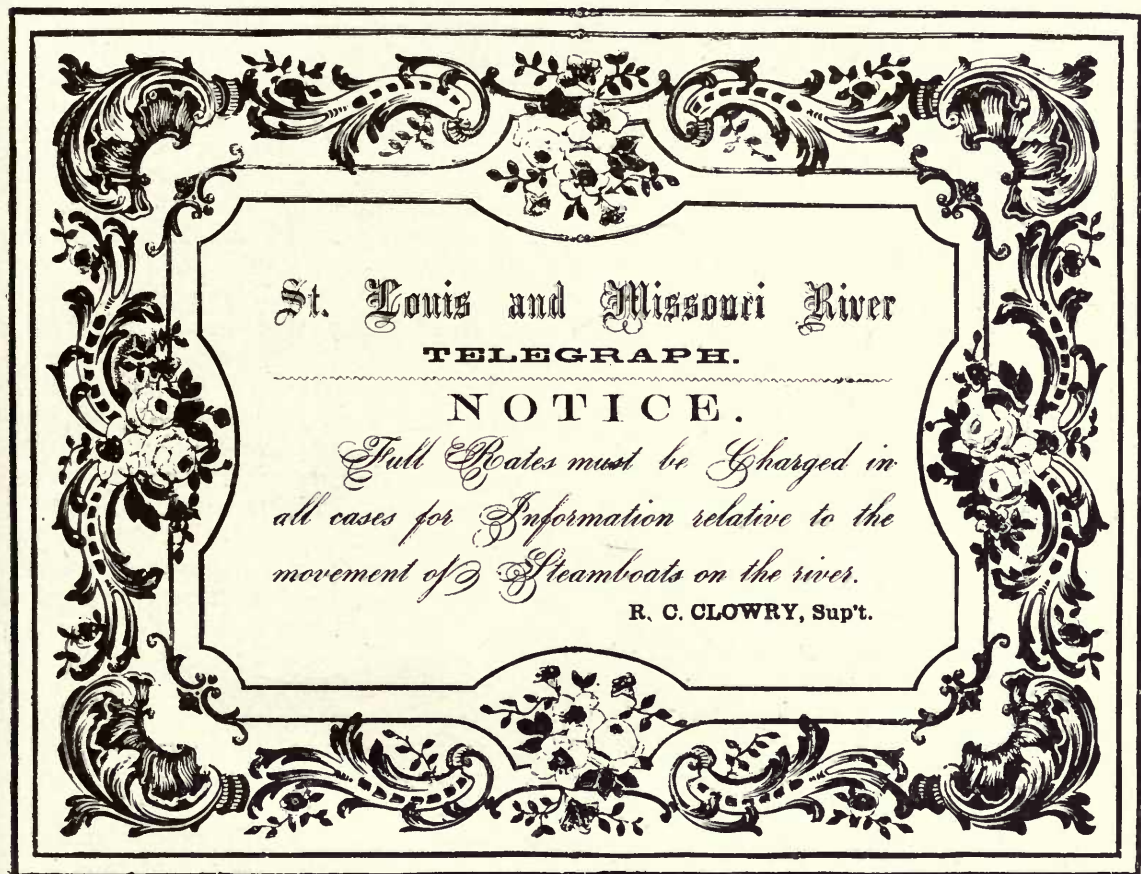 St. Louis and Missouri River
TELEGRAPH.
NOTICE.
Full Rates must be Charged in
all cases for Information relative to the
movement of Steamboats on the river.
R. C. CLOWRY, Sup't.